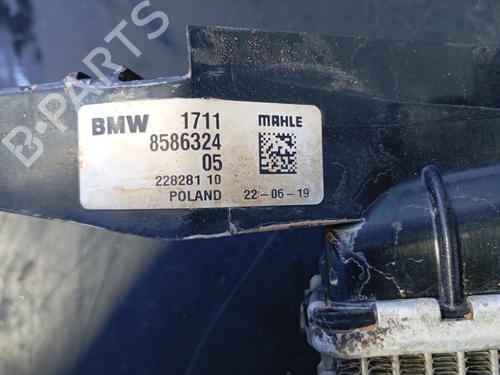 B-PARTS
BMW 1711 MAHLE
8586324
05
228281 10
POLAND 22-06-19